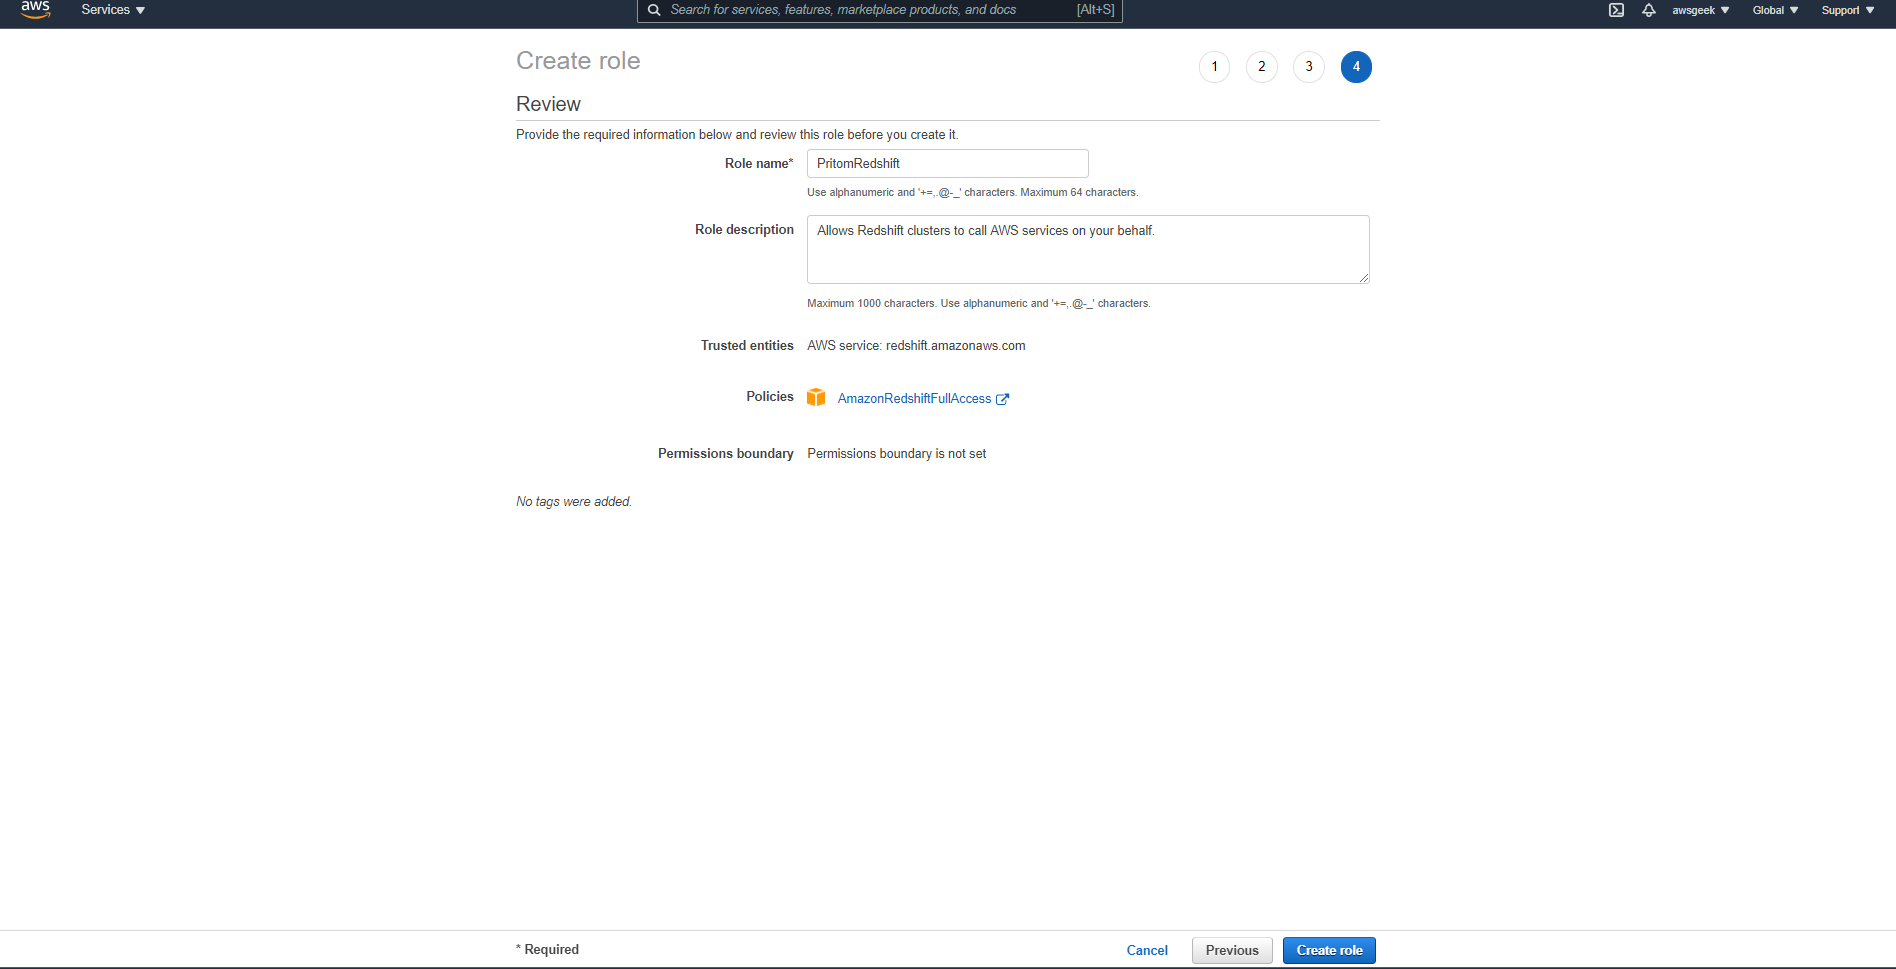 aws Services Search for services, features, marketplace products, and docs [Alt+S] awsgeek Global Support
Create role 1 2 3 4
Review
Provide the required information below and review this role before you create it.
Role name* PritomRedshift
Use alphanumeric and '+=,.@-_' characters. Maximum 64 characters.
Role description Allows Redshift clusters to call AWS services on your behalf.
Maximum 1000 characters. Use alphanumeric and '+=,.@-_' characters.
Trusted entities AWS service: redshift.amazonaws.com
Policies AmazonRedshiftFullAccess
Permissions boundary Permissions boundary is not set
No tags were added.
* Required Cancel Previous Create role